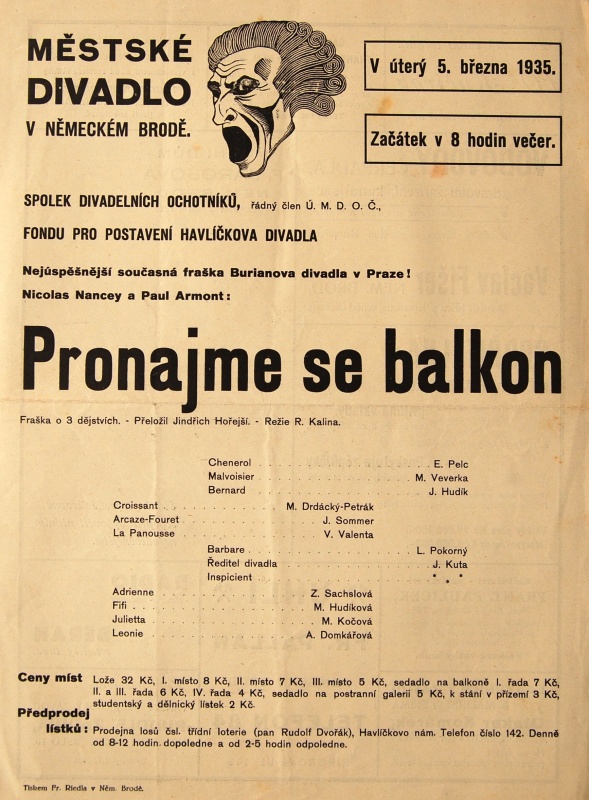 MĚSTSKÉ
DIVADLO
V NĚMECKÉM BRODĚ.
V úterý 5. března 1935.
Začátek v 8 hodin večer.
SPOLEK DIVADELNÍCH OCHOTNÍKŮ, řádný člen Ú. M. D. O. Č.,
FONDU PRO POSTAVENÍ HAVLÍČKOVA DIVADLA
Nejúspěšnější současná fraška Burianova divadla v Praze!
Nicolas Nancey a Paul Armont:
Pronajme se balkon
Fraška o 3 dějstvích. - Přeložil Jindřich Hořejší. - Režie R. Kalina.
Chenerol . . . . . . . . . . . . . . . . E. Pelc
Malvoisier . . . . . . . . . . . . . . M. Veverka
Bernard . . . . . . . . . . . . . . . . J. Hudík
Croissant . . . . . . . . . . M. Drdácký-Petrák
Arcaze-Fouret . . . . . . . . . . . J. Sommer
La Panousse . . . . . . . . . . . . V. Valenta
Barbare . . . . . . . . . . . . . . . L. Pokorný
Ředitel divadla . . . . . . . . . . . . J. Kuta
Inspicient . . . . . . . . . . . . . . . * * *
Adrienne . . . . . . . . . . . . Z. Sachslová
Fifi . . . . . . . . . . . . . . . M. Hudíková
Julietta . . . . . . . . . . . . . M. Kočová
Leonie . . . . . . . . . . . . A. Domkářová
Ceny míst Lože 32 Kč, I. místo 8 Kč, II. místo 7 Kč, III. místo 5 Kč, sedadlo na balkoně I. řada 7 Kč,
II. a III. řada 6 Kč, IV. řada 4 Kč, sedadlo na postranní galerii 5 Kč, k stání v přízemí 3 Kč,
studentský a dělnický lístek 2 Kč.
Předprodej
lístků: Prodejna losů čsl. třídní loterie (pan Rudolf Dvořák), Havlíčkovo nám. Telefon číslo 142. Denně
od 8-12 hodin dopoledne a od 2-5 hodin odpoledne.
Tiskem Fr. Riedla v Něm. Brodě.